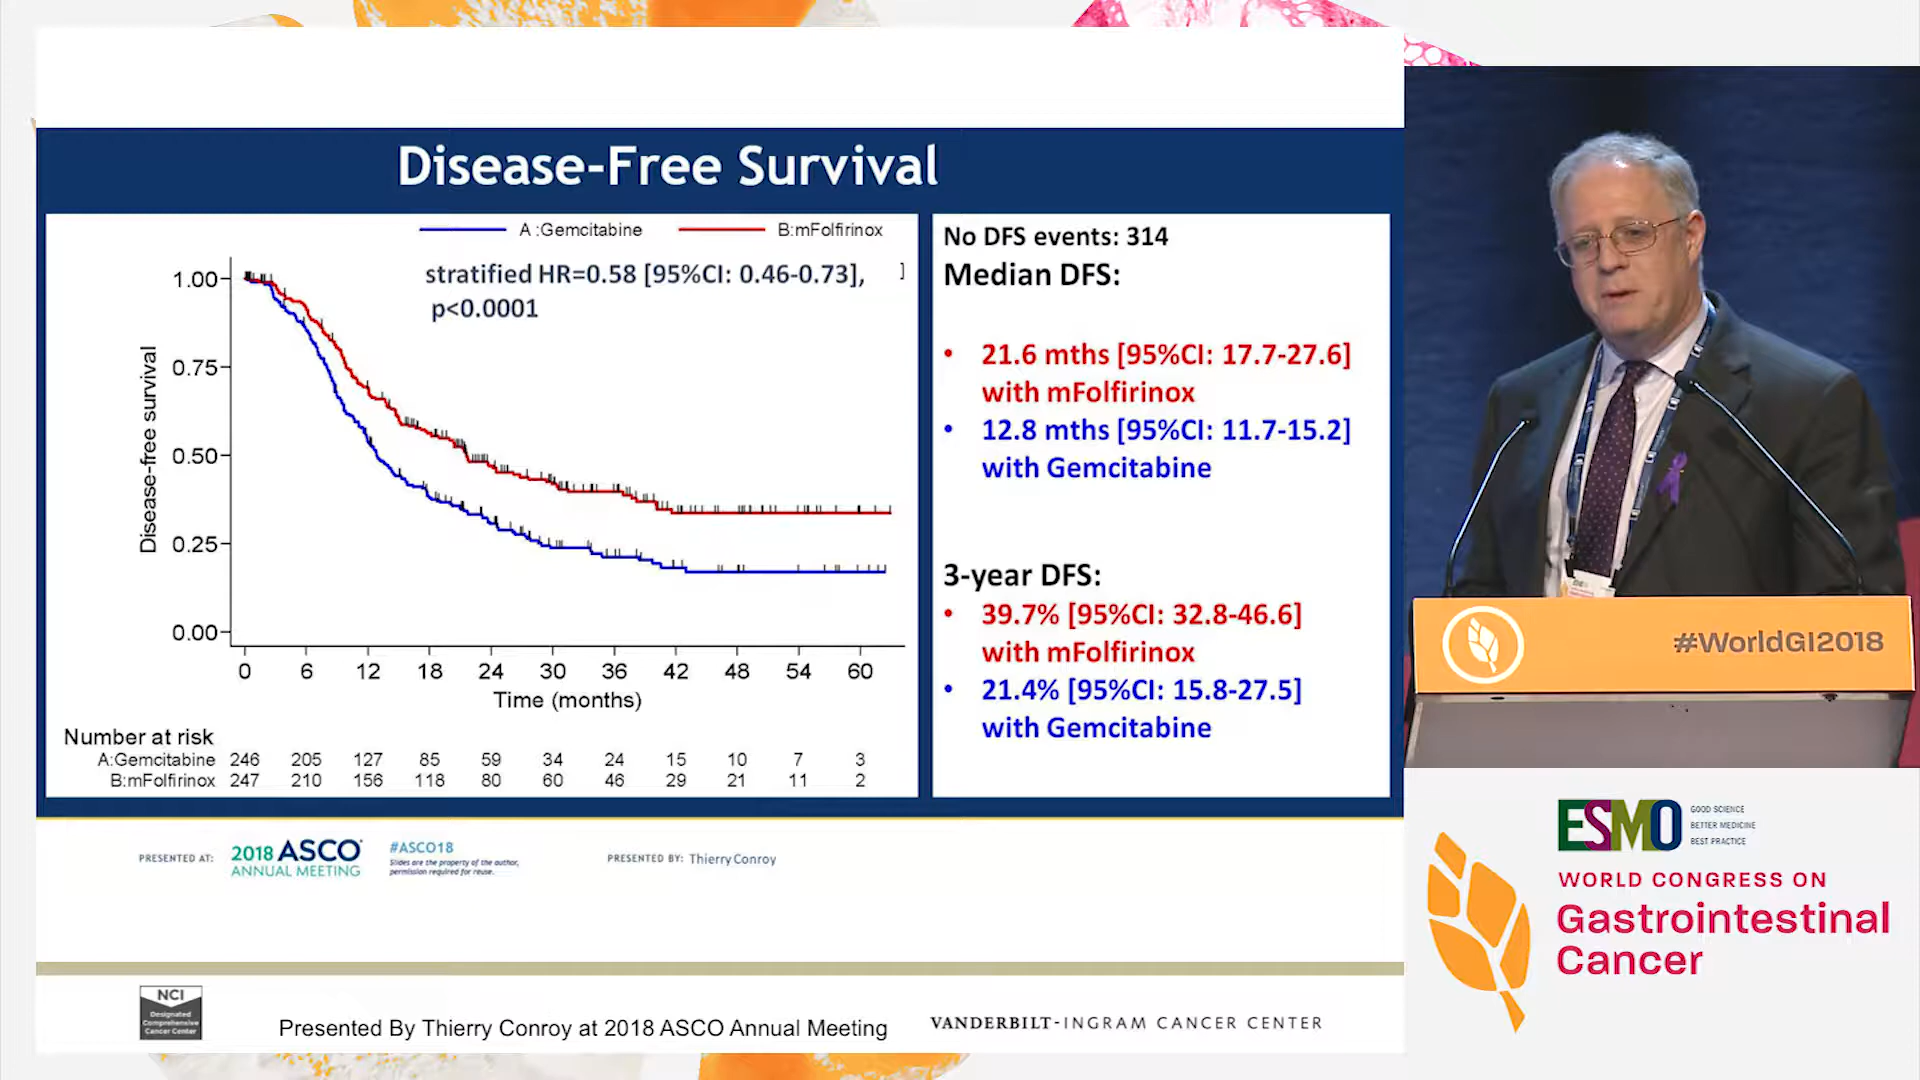 Disease-Free Survival
A :Gemcitabine
B:mFolfirinox
stratified HR=0.58 [95%CI: 0.46-0.73],
]
p<0.0001
Disease-free survival
1.00
0.75
0.50
0.25
0.00
0 6 12 18 24 30 36 42 48 54 60
Time (months)
Number at risk
A:Gemcitabine 246 205 127 85 59 34 24 15 10 7 3
B:mFolfirinox 247 210 156 118 80 60 46 29 21 11 2
No DFS events: 314
Median DFS:
• 21.6 mths [95%CI: 17.7-27.6]
with mFolfirinox
• 12.8 mths [95%CI: 11.7-15.2]
with Gemcitabine
3-year DFS:
• 39.7% [95%CI: 32.8-46.6]
with mFolfirinox
• 21.4% [95%CI: 15.8-27.5]
with Gemcitabine
PRESENTED AT:
2018 ASCO
ANNUAL MEETING
#ASCO18
Slides are the property of the author,
permission required for reuse.
PRESENTED BY: Thierry Conroy
NCI
Designated
Comprehensive
Cancer Center
Presented By Thierry Conroy at 2018 ASCO Annual Meeting
VANDERBILT-INGRAM CANCER CENTER
#WorldGI2018
ESMO
GOOD SCIENCE
BETTER MEDICINE
BEST PRACTICE
WORLD CONGRESS ON
Gastrointestinal
Cancer